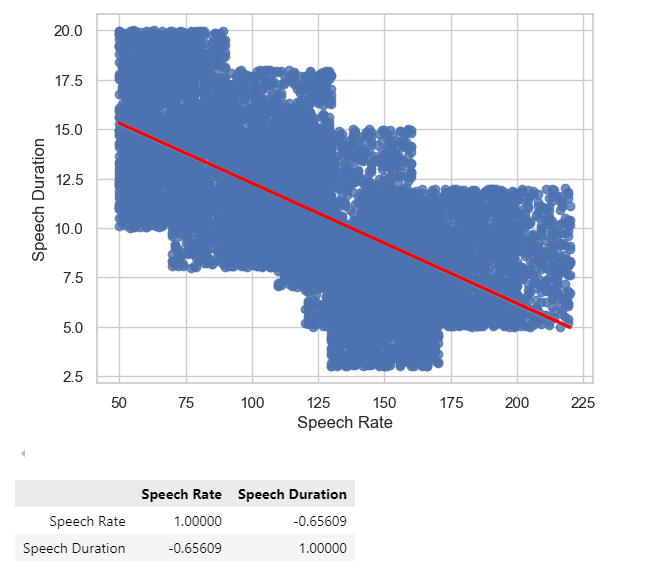 20.0
17.5
15.0
12.5
10.0
7.5
5.0
2.5
Speech Duration
50 75 100 125 150 175 200 225
Speech Rate
Speech Rate Speech Duration
Speech Rate 1.00000 -0.65609
Speech Duration -0.65609 1.00000